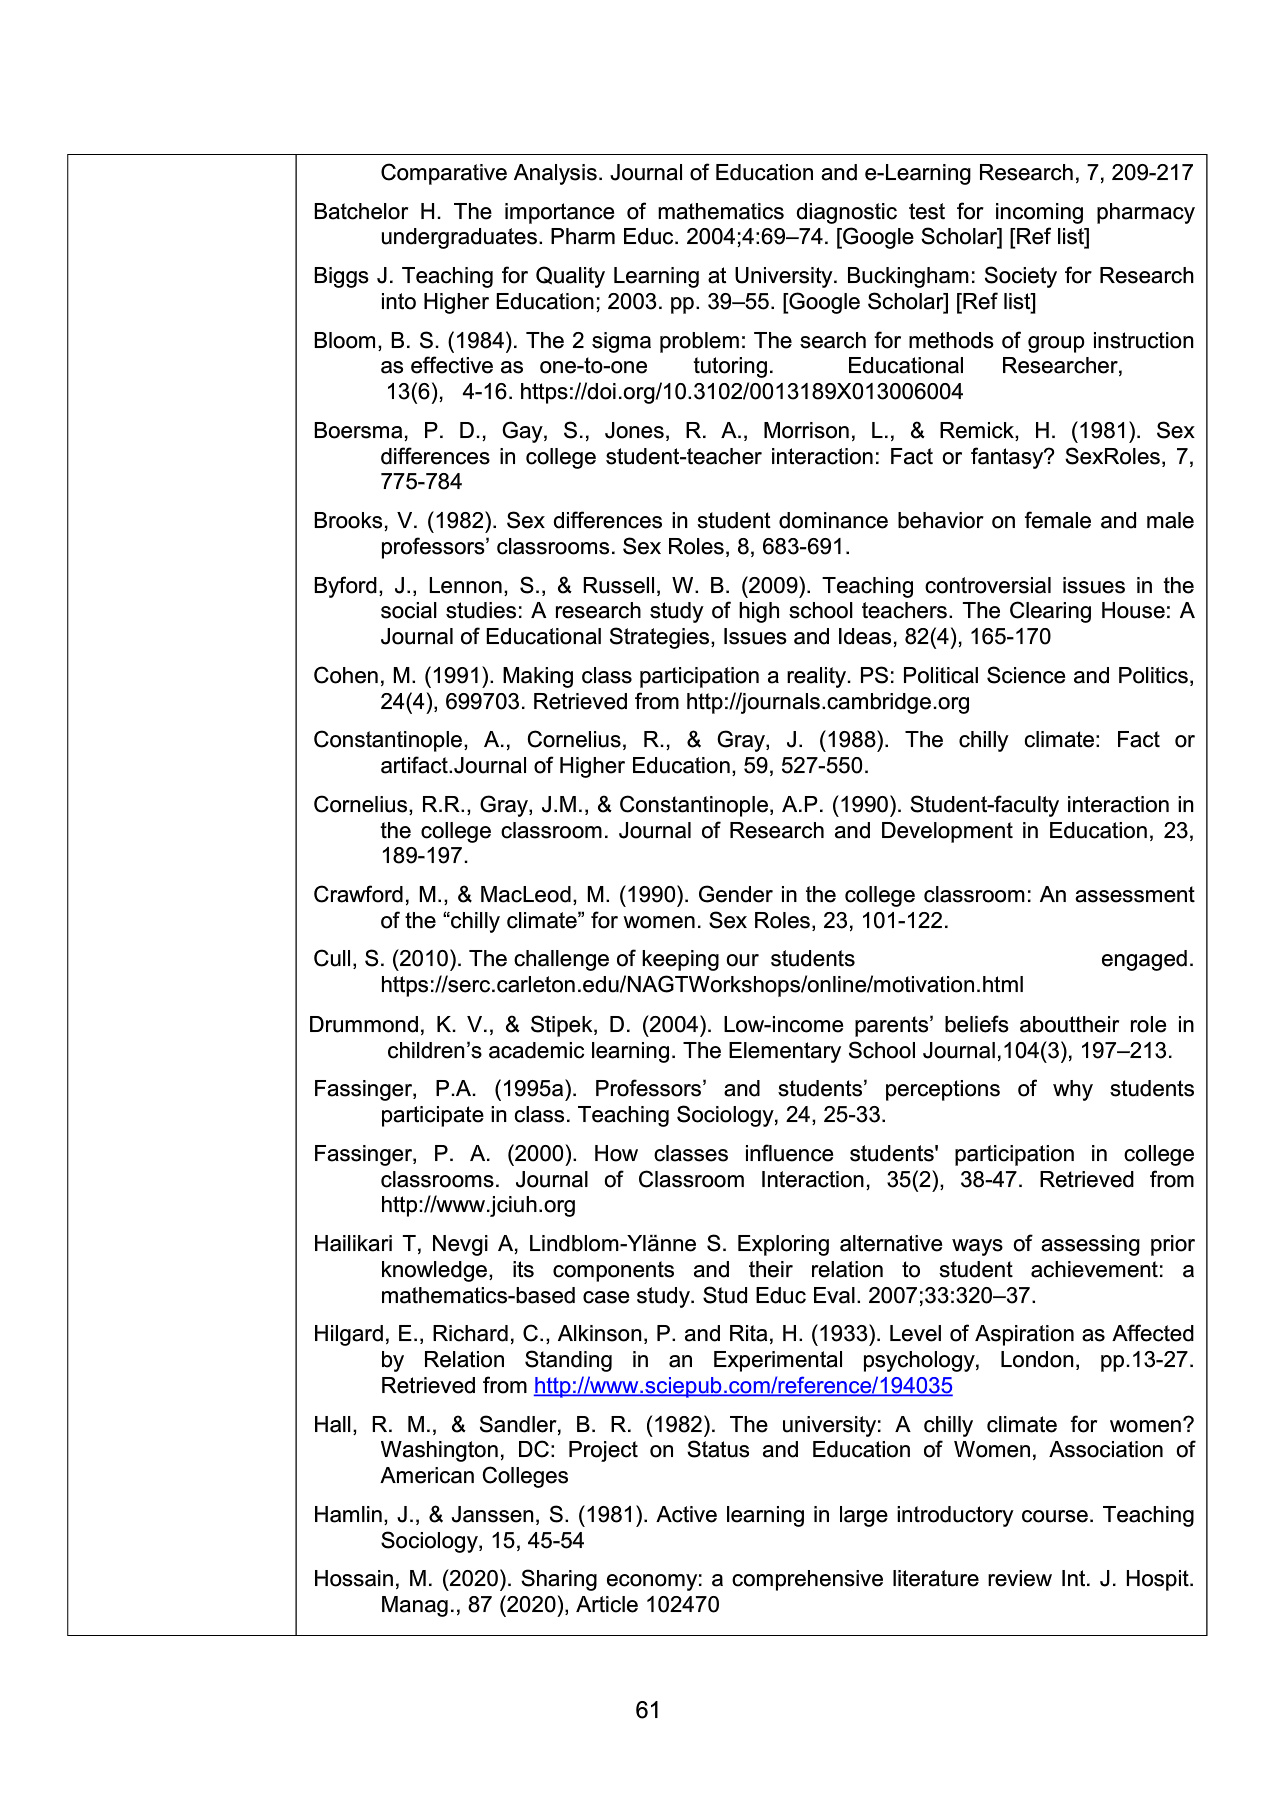 Comparative Analysis. Journal of Education and e-Learning Research, 7, 209-217
Batchelor H. The importance of mathematics diagnostic test for incoming pharmacy
undergraduates. Pharm Educ. 2004;4:69–74. [Google Scholar] [Ref list]
Biggs J. Teaching for Quality Learning at University. Buckingham: Society for Research
into Higher Education; 2003. pp. 39–55. [Google Scholar] [Ref list]
Bloom, B. S. (1984). The 2 sigma problem: The search for methods of group instruction
as effective as one-to-one tutoring. Educational Researcher,
13(6), 4-16. https://doi.org/10.3102/0013189X013006004
Boersma, P. D., Gay, S., Jones, R. A., Morrison, L., & Remick, H. (1981). Sex
differences in college student-teacher interaction: Fact or fantasy? SexRoles, 7,
775-784
Brooks, V. (1982). Sex differences in student dominance behavior on female and male
professors’ classrooms. Sex Roles, 8, 683-691.
Byford, J., Lennon, S., & Russell, W. B. (2009). Teaching controversial issues in the
social studies: A research study of high school teachers. The Clearing House: A
Journal of Educational Strategies, Issues and Ideas, 82(4), 165-170
Cohen, M. (1991). Making class participation a reality. PS: Political Science and Politics,
24(4), 699703. Retrieved from http://journals.cambridge.org
Constantinople, A., Cornelius, R., & Gray, J. (1988). The chilly climate: Fact or
artifact.Journal of Higher Education, 59, 527-550.
Cornelius, R.R., Gray, J.M., & Constantinople, A.P. (1990). Student-faculty interaction in
the college classroom. Journal of Research and Development in Education, 23,
189-197.
Crawford, M., & MacLeod, M. (1990). Gender in the college classroom: An assessment
of the “chilly climate” for women. Sex Roles, 23, 101-122.
Cull, S. (2010). The challenge of keeping our students engaged.
https://serc.carleton.edu/NAGTWorkshops/online/motivation.html
Drummond, K. V., & Stipek, D. (2004). Low-income parents’ beliefs abouttheir role in
children’s academic learning. The Elementary School Journal,104(3), 197–213.
Fassinger, P.A. (1995a). Professors’ and students’ perceptions of why students
participate in class. Teaching Sociology, 24, 25-33.
Fassinger, P. A. (2000). How classes influence students' participation in college
classrooms. Journal of Classroom Interaction, 35(2), 38-47. Retrieved from
http://www.jciuh.org
Hailikari T, Nevgi A, Lindblom-Ylänne S. Exploring alternative ways of assessing prior
knowledge, its components and their relation to student achievement: a
mathematics-based case study. Stud Educ Eval. 2007;33:320–37.
Hilgard, E., Richard, C., Alkinson, P. and Rita, H. (1933). Level of Aspiration as Affected
by Relation Standing in an Experimental psychology, London, pp.13-27.
Retrieved from http://www.sciepub.com/reference/194035
Hall, R. M., & Sandler, B. R. (1982). The university: A chilly climate for women?
Washington, DC: Project on Status and Education of Women, Association of
American Colleges
Hamlin, J., & Janssen, S. (1981). Active learning in large introductory course. Teaching
Sociology, 15, 45-54
Hossain, M. (2020). Sharing economy: a comprehensive literature review Int. J. Hospit.
Manag., 87 (2020), Article 102470
61